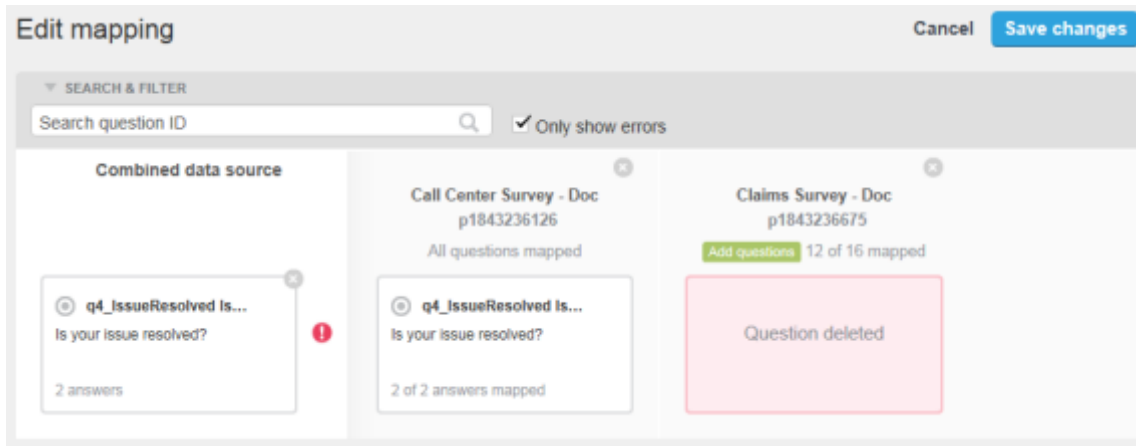 Edit mapping
Cancel
Save changes
SEARCH & FILTER
Search question ID
Only show errors
Combined data source
Call Center Survey - Doc
p1843236126
All questions mapped
Claims Survey - Doc
p1843236675
Add questions 12 of 16 mapped
q4_IssueResolved Is...
Is your issue resolved?
2 answers
q4_IssueResolved Is...
Is your issue resolved?
2 of 2 answers mapped
Question deleted